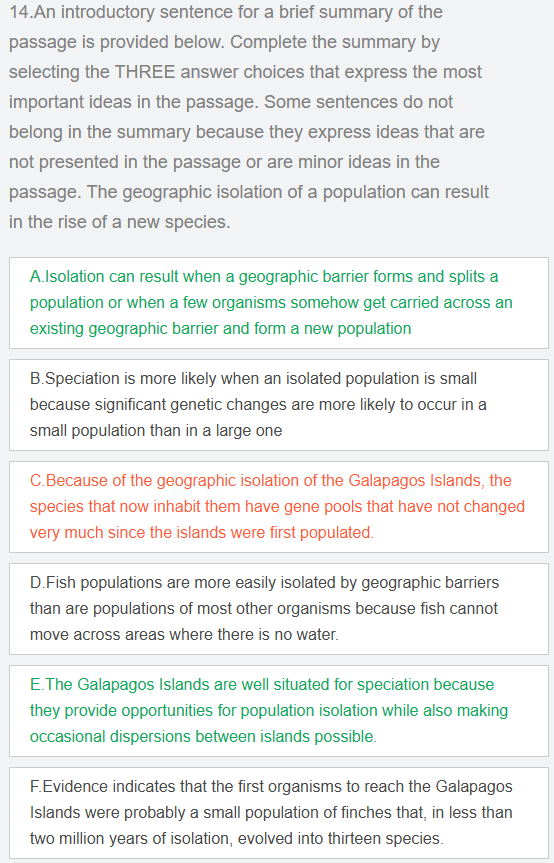 14.An introductory sentence for a brief summary of the
passage is provided below. Complete the summary by
selecting the THREE answer choices that express the most
important ideas in the passage. Some sentences do not
belong in the summary because they express ideas that are
not presented in the passage or are minor ideas in the
passage. The geographic isolation of a population can result
in the rise of a new species.
A.Isolation can result when a geographic barrier forms and splits a
population or when a few organisms somehow get carried across an
existing geographic barrier and form a new population
B.Speciation is more likely when an isolated population is small
because significant genetic changes are more likely to occur in a
small population than in a large one
C.Because of the geographic isolation of the Galapagos Islands, the
species that now inhabit them have gene pools that have not changed
very much since the islands were first populated.
D.Fish populations are more easily isolated by geographic barriers
than are populations of most other organisms because fish cannot
move across areas where there is no water.
E.The Galapagos Islands are well situated for speciation because
they provide opportunities for population isolation while also making
occasional dispersions between islands possible.
F.Evidence indicates that the first organisms to reach the Galapagos
Islands were probably a small population of finches that, in less than
two million years of isolation, evolved into thirteen species.